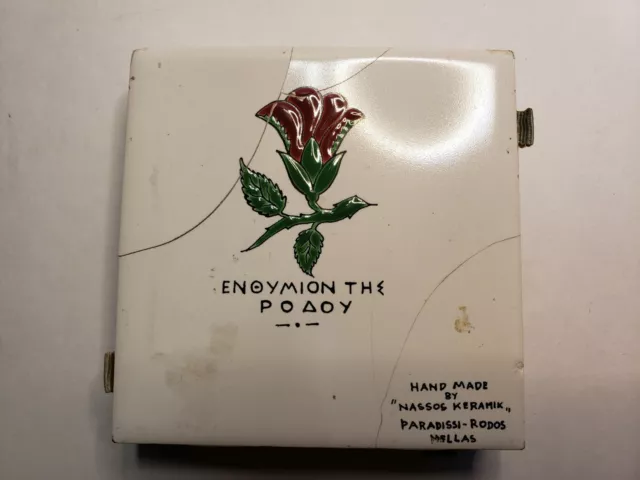 ΕΝΘΥΜΙΟΝ ΤΗΣ
ΡΟΔΟΥ
HAND MADE
BY
"NASSOS KERAMIK„
PARADISSI-RODOS
HELLAS